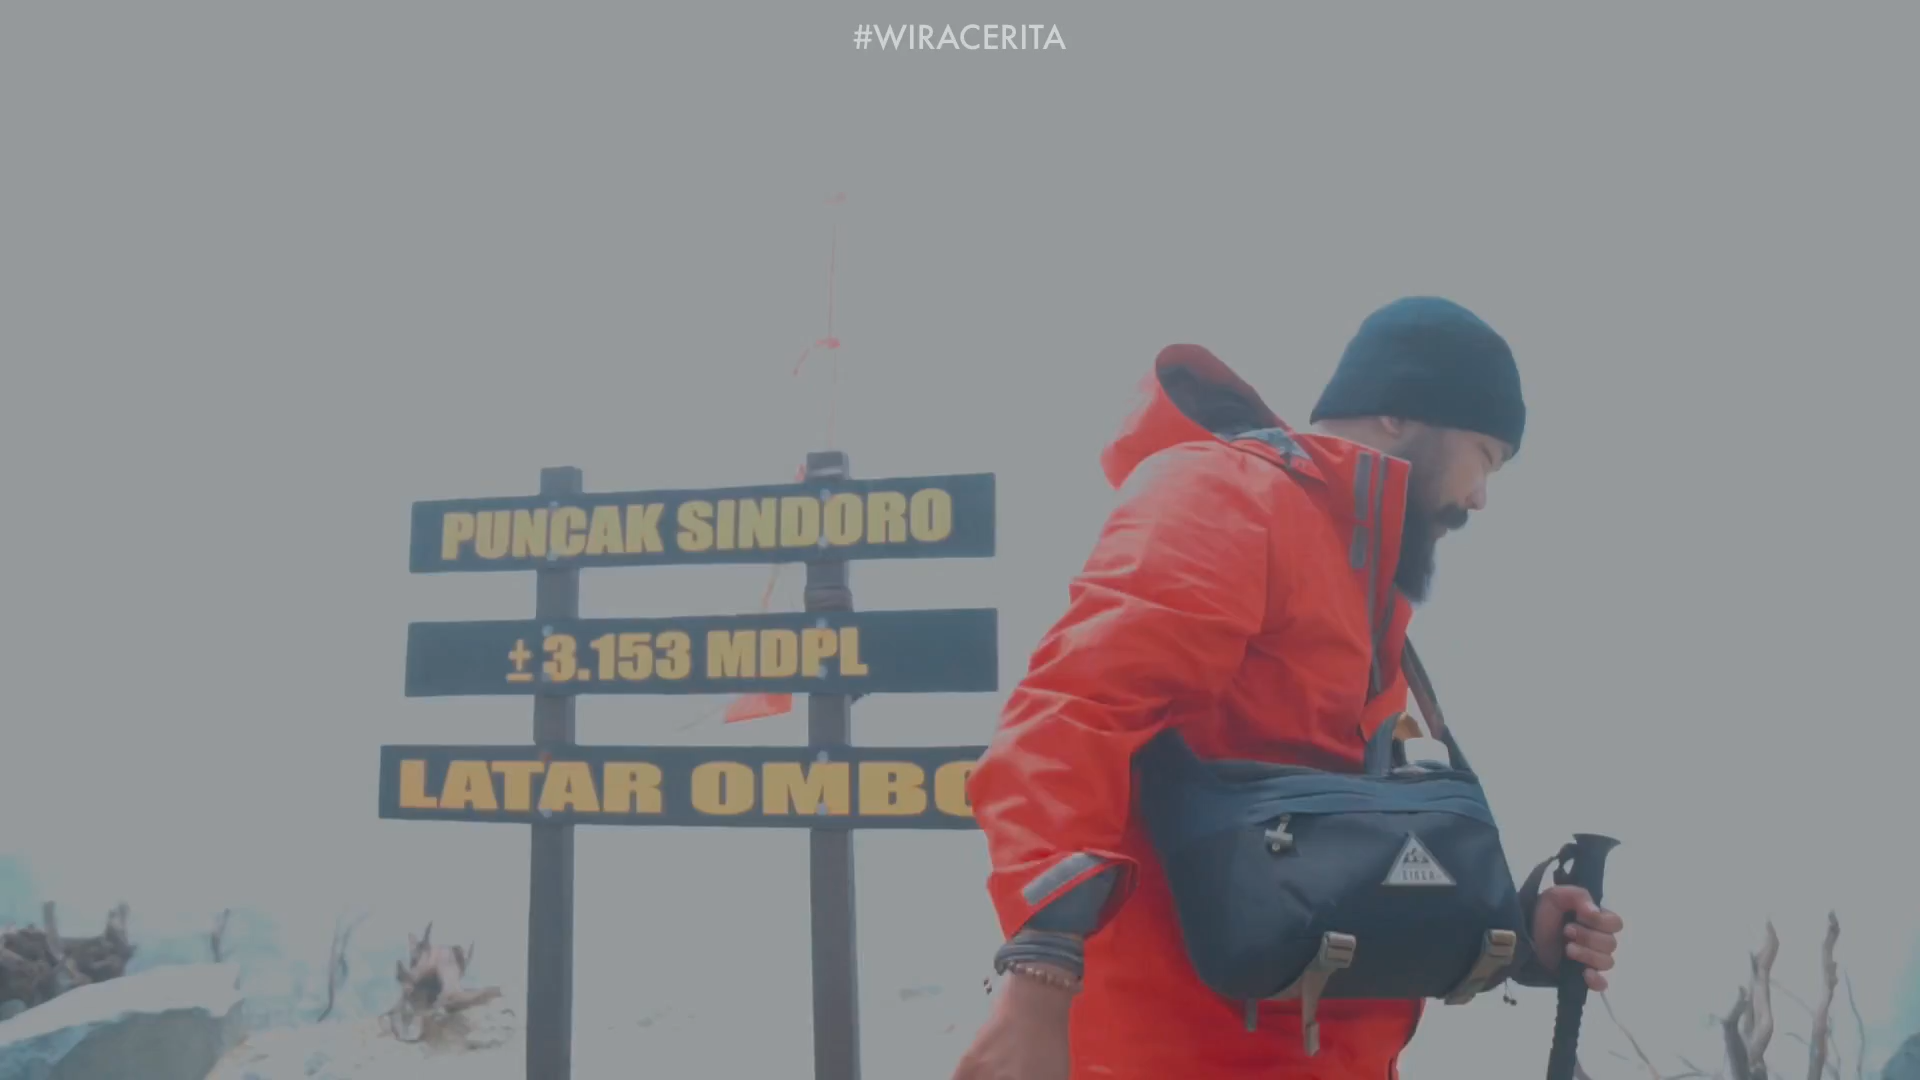 #WIRACERITA
PUNCAK SINDORO
± 3.153 MDPL
LATAR OMBO
EIGER